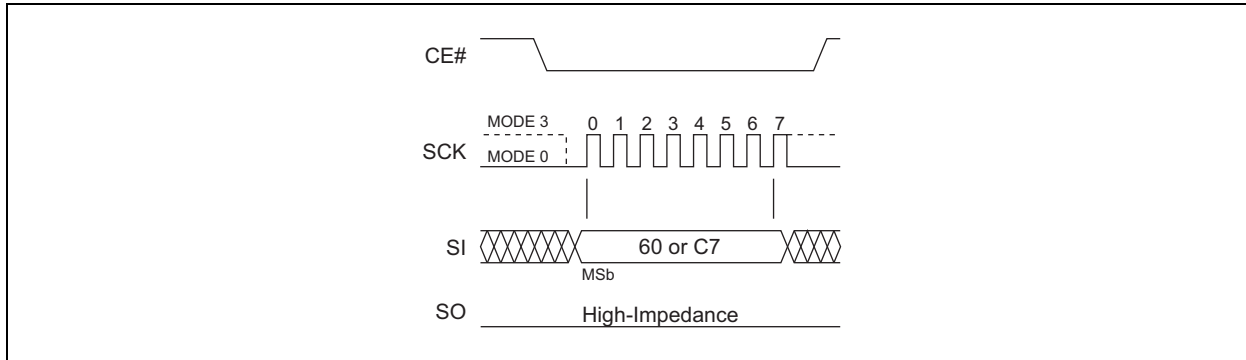 CE#
MODE 3
0 1 2 3 4 5 6 7
SCK
MODE 0
SI
60 or C7
MSb
SO
High-Impedance